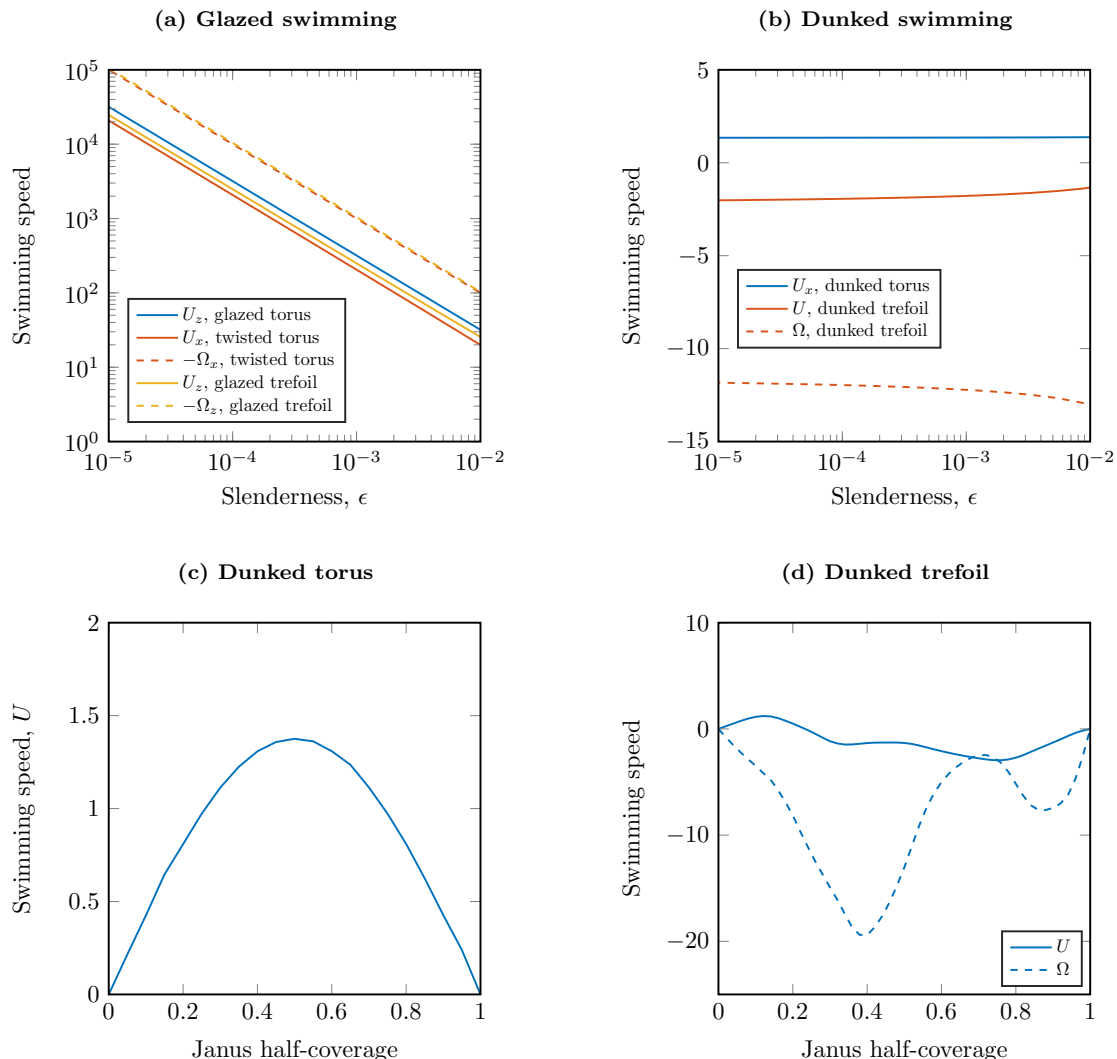 (a) Glazed swimming
10^5
10^4
10^3
10^2
10^1
10^0
Swimming speed
U_z, glazed torus
U_x, twisted torus
−Ω_x, twisted torus
U_z, glazed trefoil
−Ω_z, glazed trefoil
10^−5 10^−4 10^−3 10^−2
Slenderness, ϵ
(b) Dunked swimming
5
0
−5
−10
−15
Swimming speed
U_x, dunked torus
U, dunked trefoil
Ω, dunked trefoil
10^−5 10^−4 10^−3 10^−2
Slenderness, ϵ
(c) Dunked torus
2
1.5
1
0.5
0
Swimming speed, U
0 0.2 0.4 0.6 0.8 1
Janus half-coverage
(d) Dunked trefoil
10
0
−10
−20
Swimming speed
U
Ω
0 0.2 0.4 0.6 0.8 1
Janus half-coverage